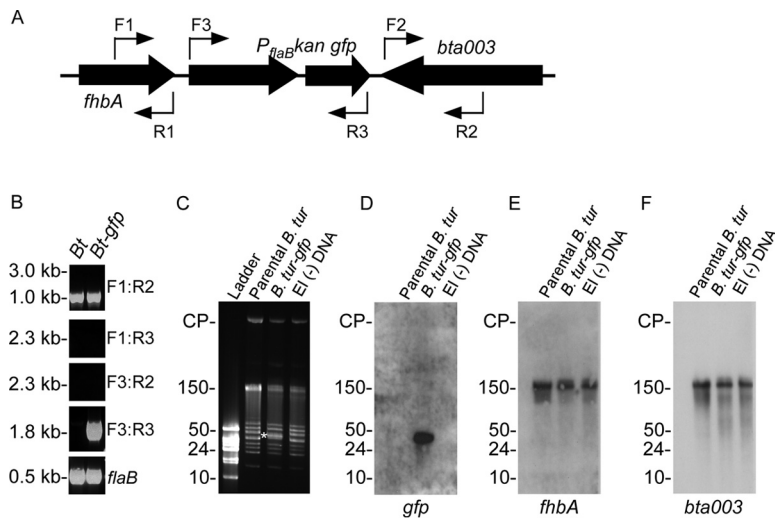 A
F1 F3 F2
PflaBkan gfp bta003
fhbA
R1 R3 R2
B
Bt
Bt-gfp
3.0 kb-
1.0 kb-
F1:R2
2.3 kb-
F1:R3
2.3 kb-
F3:R2
1.8 kb-
F3:R3
0.5 kb-
flaB
C
Ladder
Parental B. tur
B. tur-gfp
El (-) DNA
CP-
150-
50-
24-
10-
*
D
Parental B. tur
B. tur-gfp
El (-) DNA
CP-
150-
50-
24-
10-
gfp
E
Parental B. tur
B. tur-gfp
El (-) DNA
CP-
150-
50-
24-
10-
fhbA
F
Parental B. tur
B. tur-gfp
El (-) DNA
CP-
150-
50-
24-
10-
bta003